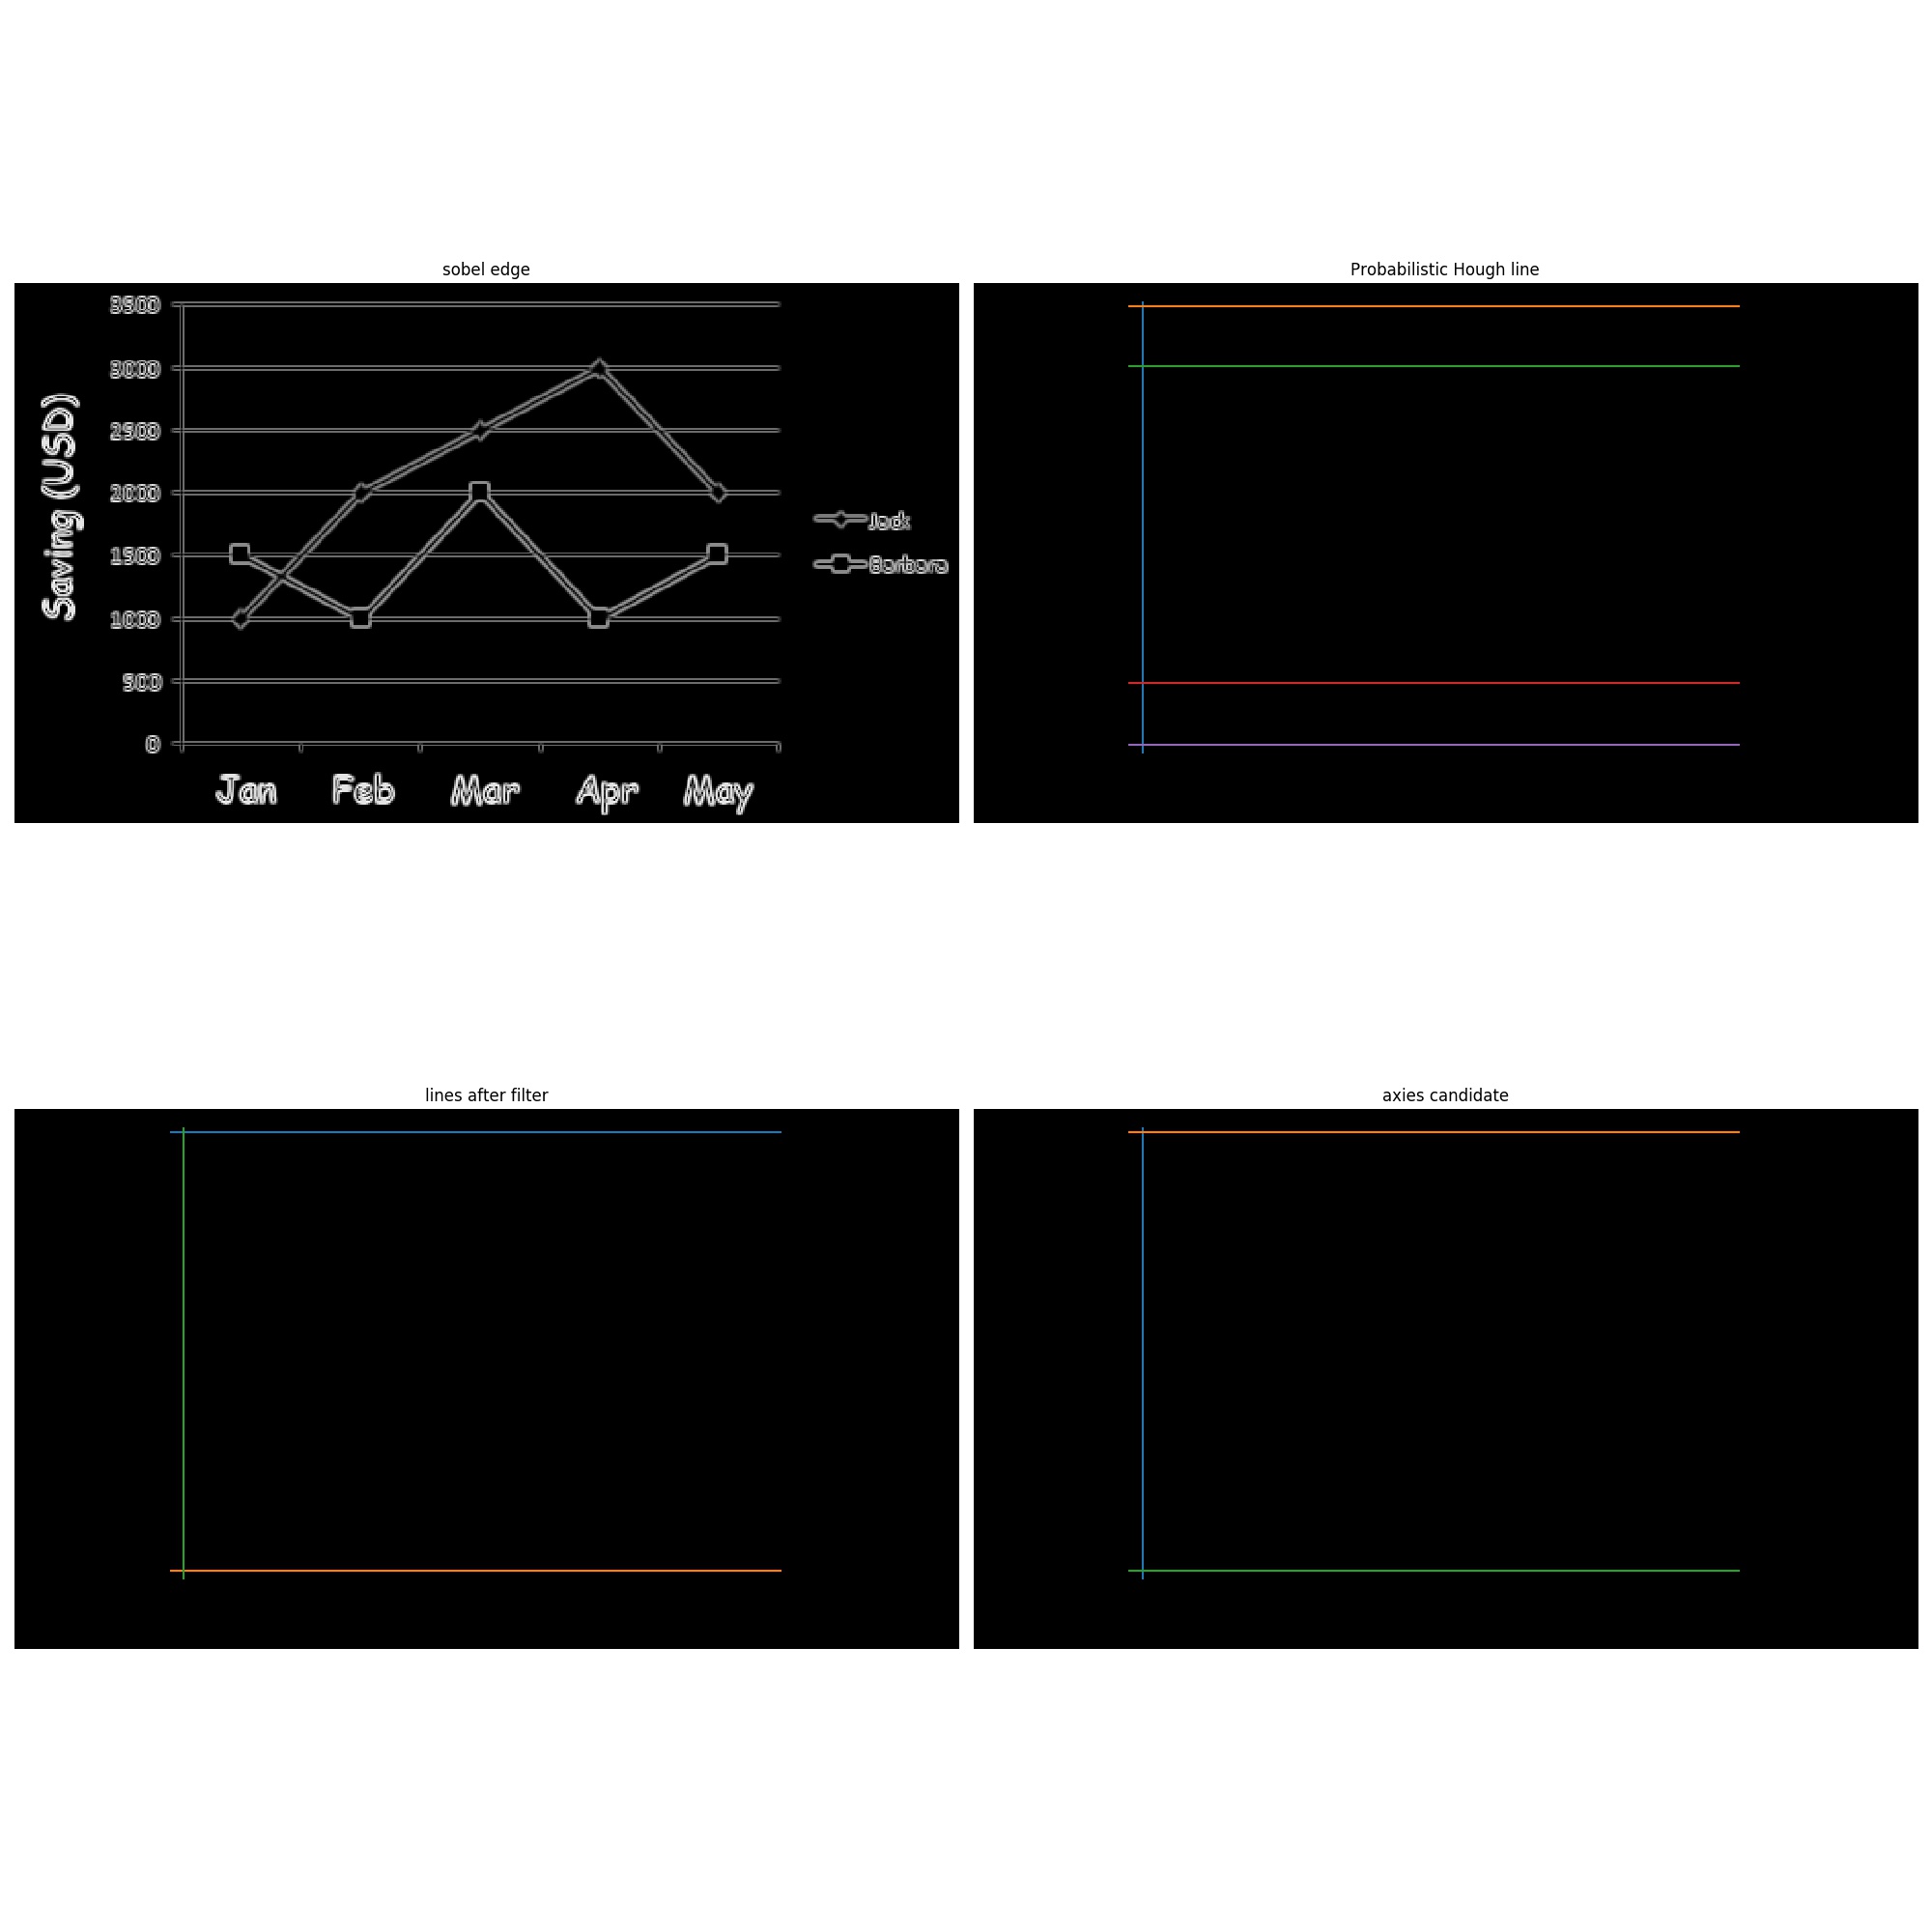 sobel edge
Probabilistic Hough line
3500
3000
2500
2000
1500
1000
500
0
Saving (USD)
Jack
Barbara
Jan Feb Mar Apr May
lines after filter
axies candidate